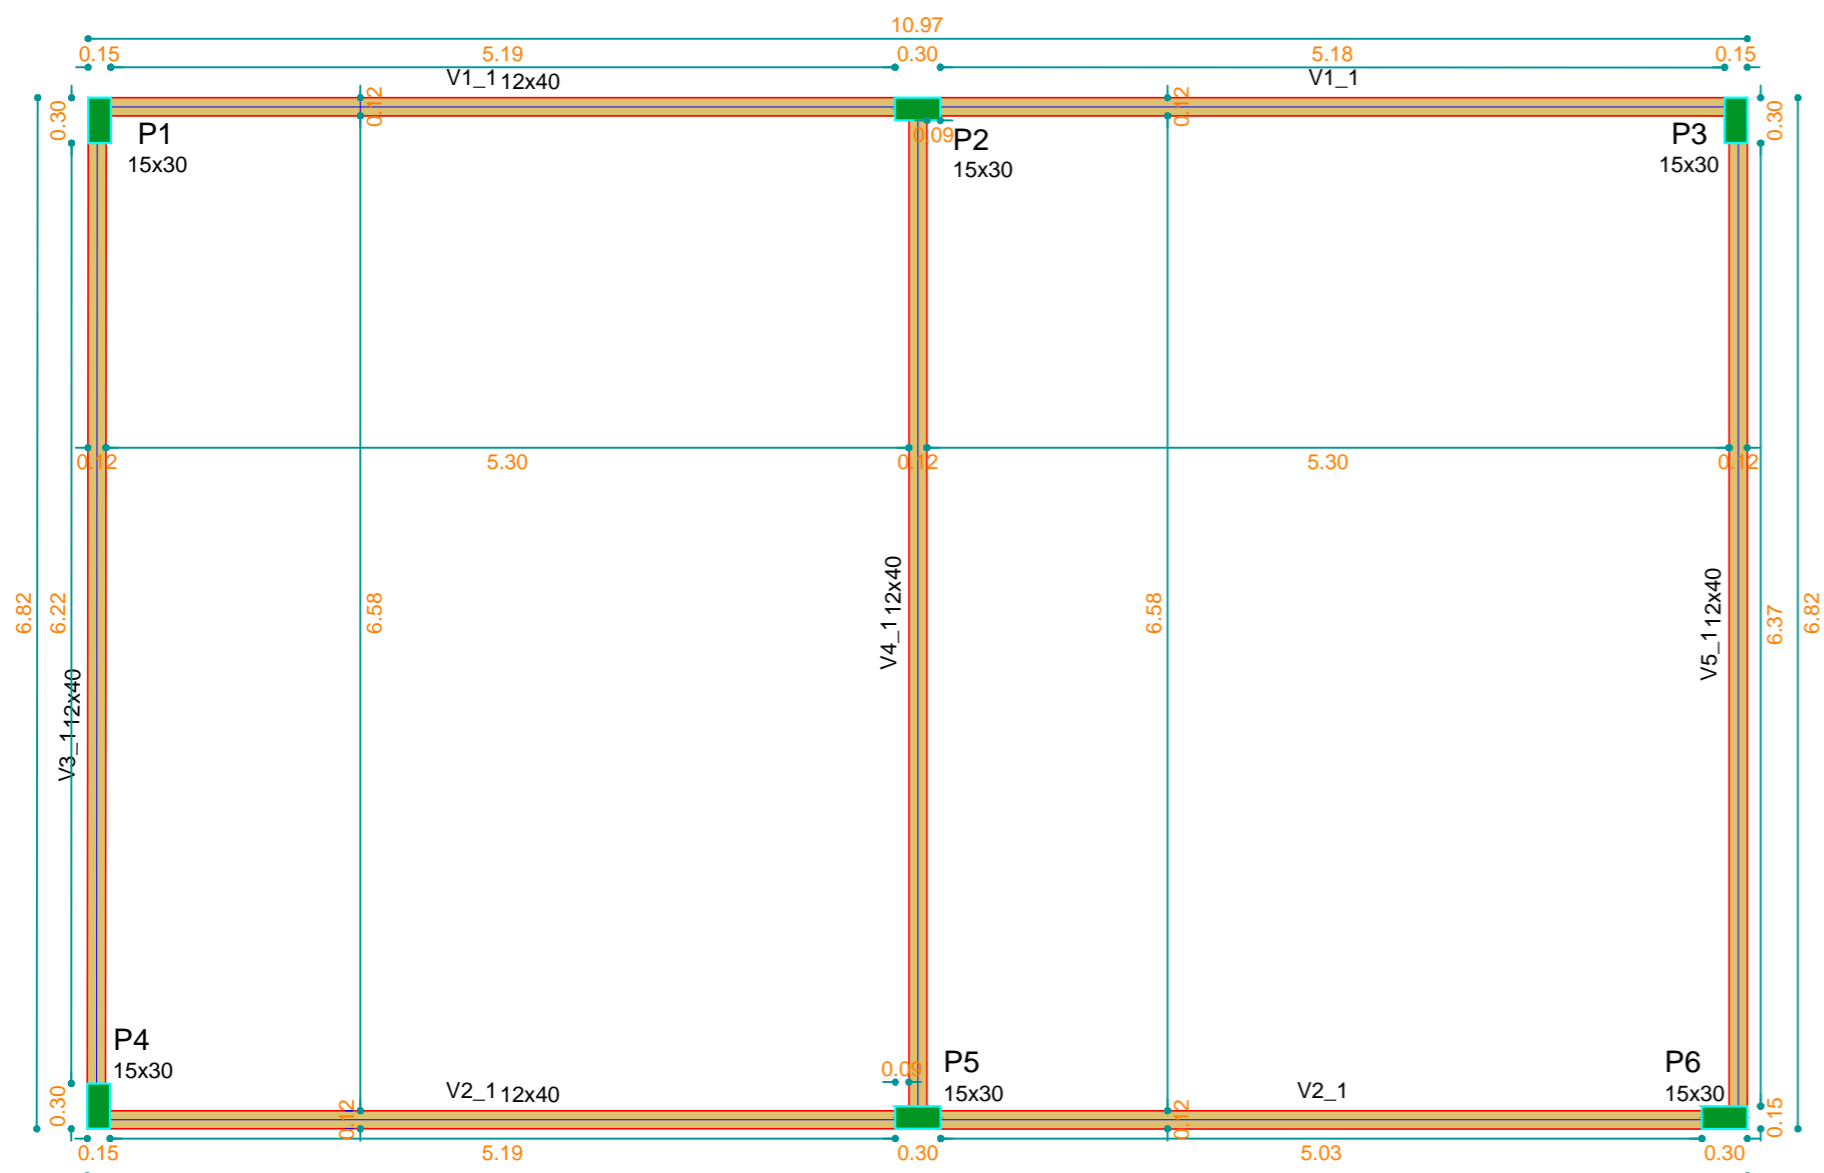 10.97
0.15 5.19 0.30 5.18 0.15
V1_1 12x40 V1_1
0.30 0.12 0.12 0.30
P1 0.09 P2 P3
15x30 15x30 15x30
0.12 5.30 0.12 5.30 0.12
6.82 6.22 6.58 V4_1 12x40 6.58 V5_1 12x40 6.37 6.82
V3_1 12x40
P4 0.09 P5 P6
15x30 15x30 15x30
V2_1 12x40 V2_1
0.30 0.12 0.12 0.15
0.15 5.19 0.30 5.03 0.30